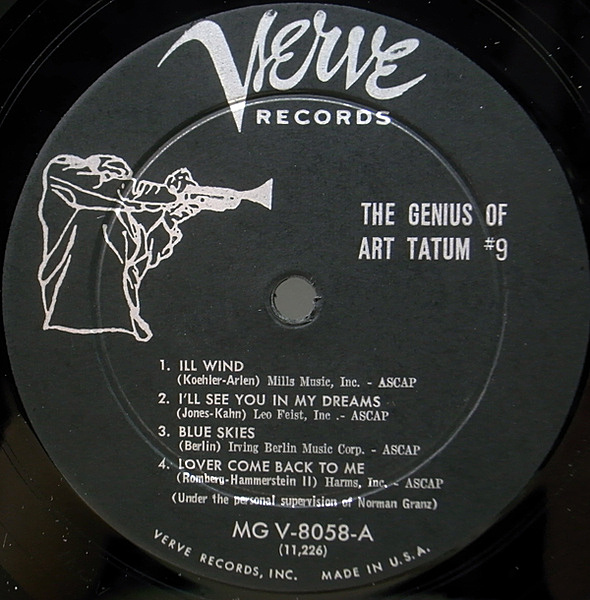 Verve
RECORDS
THE GENIUS OF
ART TATUM #9
1. ILL WIND
(Koehler-Arlen) Mills Music, Inc. - ASCAP
2. I'LL SEE YOU IN MY DREAMS
(Jones-Kahn) Leo Feist, Inc .- ASCAP
3. BLUE SKIES
(Berlin) Irving Berlin Music Corp. - ASCAP
4. LOVER COME BACK TO ME
(Romberg-Hammerstein II) Harms, Inc. - ASCAP
(Under the personal supervision of Norman Granz)
MG V-8058-A
(11,226)
VERVE RECORDS, INC. MADE IN U.S.A.